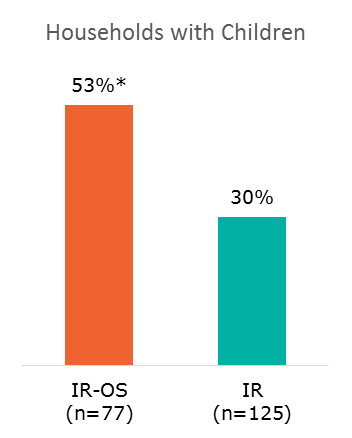 Households with Children
53%*
30%
IR-OS
(n=77)
IR
(n=125)